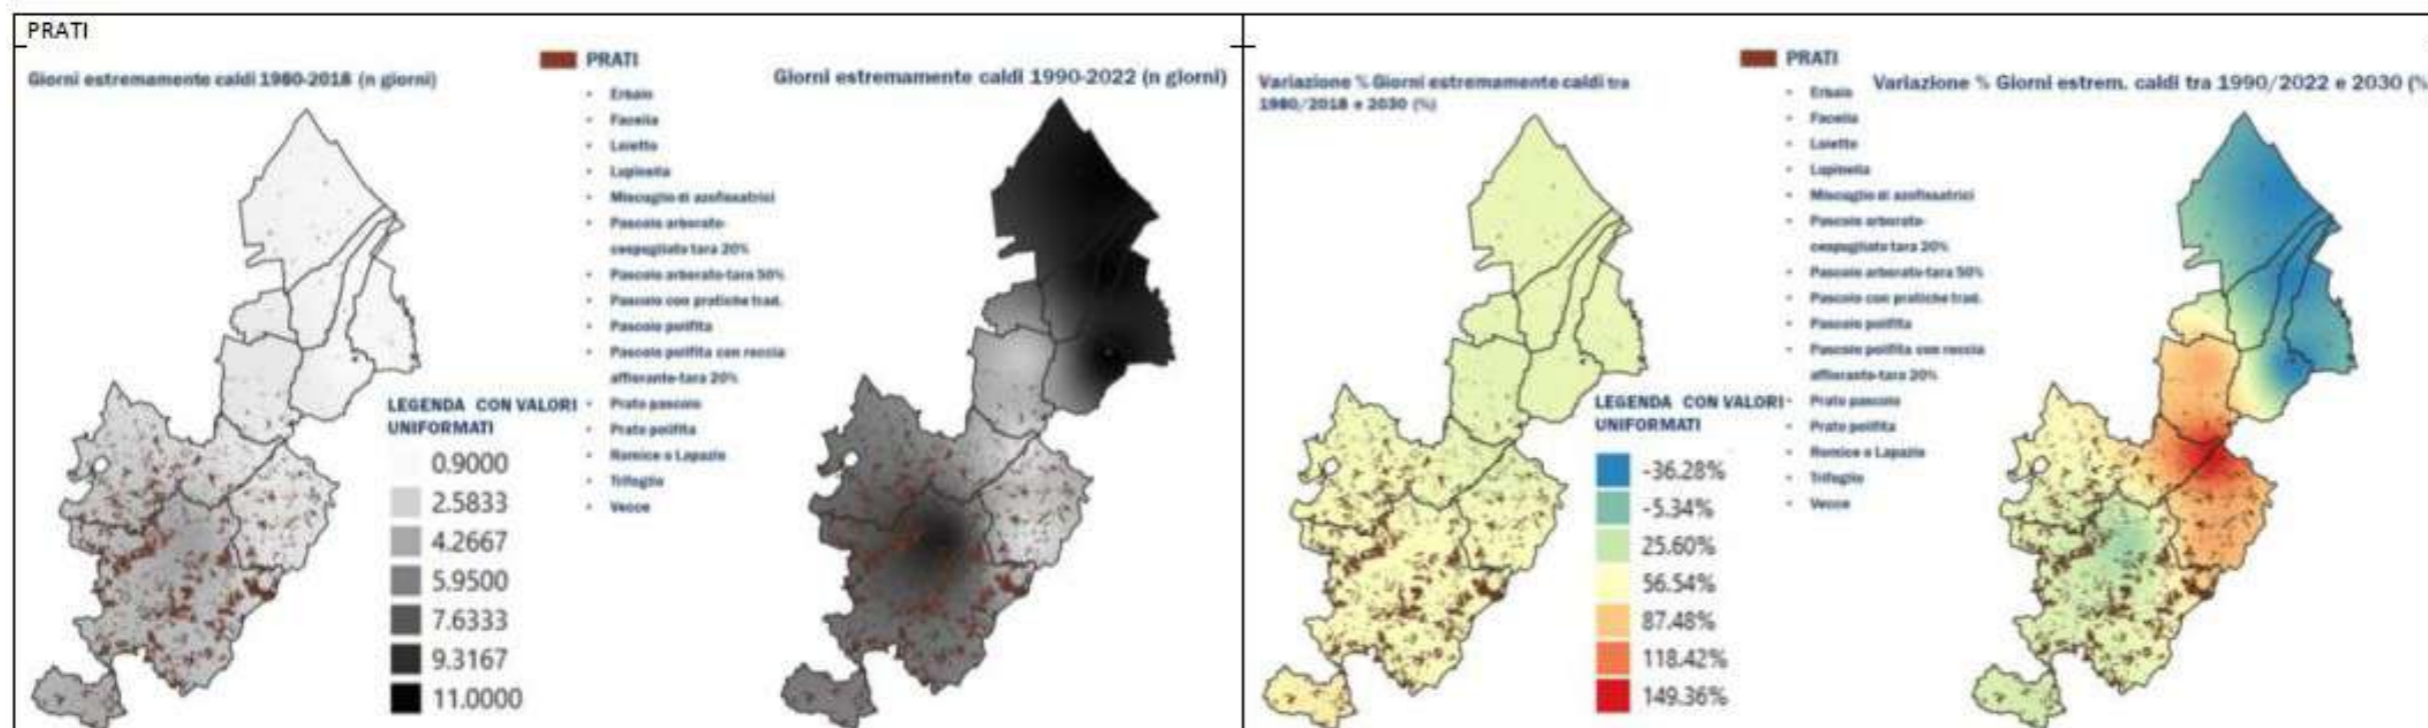 PRATI
Giorni estremamente caldi 1980-2018 (n giorni)
PRATI
Erbaio
Facelia
Loietto
Lupinella
Miscuglio di azofissatrici
Pascolo arborato-
cespugliato tara 20%
Pascolo arborato-tara 50%
Pascolo con pratiche trad.
Pascolo polifita
Pascolo polifita con roccia
affiorante-tara 20%
Prato pascolo
Prato polifita
Romice o Lapazio
Trifoglio
Vecce
Giorni estremamente caldi 1990-2022 (n giorni)
LEGENDA CON VALORI
UNIFORMATI
0.9000
2.5833
4.2667
5.9500
7.6333
9.3167
11.0000
Variazione % Giorni estremamente caldi tra
1980/2018 e 2030 (%)
PRATI
Erbaio
Facelia
Loietto
Lupinella
Miscuglio di azofissatrici
Pascolo arborato-
cespugliato tara 20%
Pascolo arborato-tara 50%
Pascolo con pratiche trad.
Pascolo polifita
Pascolo polifita con roccia
affiorante-tara 20%
Prato pascolo
Prato polifita
Romice o Lapazio
Trifoglio
Vecce
Variazione % Giorni estrem. caldi tra 1990/2022 e 2030 (%
LEGENDA CON VALORI
UNIFORMATI
-36.28%
-5.34%
25.60%
56.54%
87.48%
118.42%
149.36%